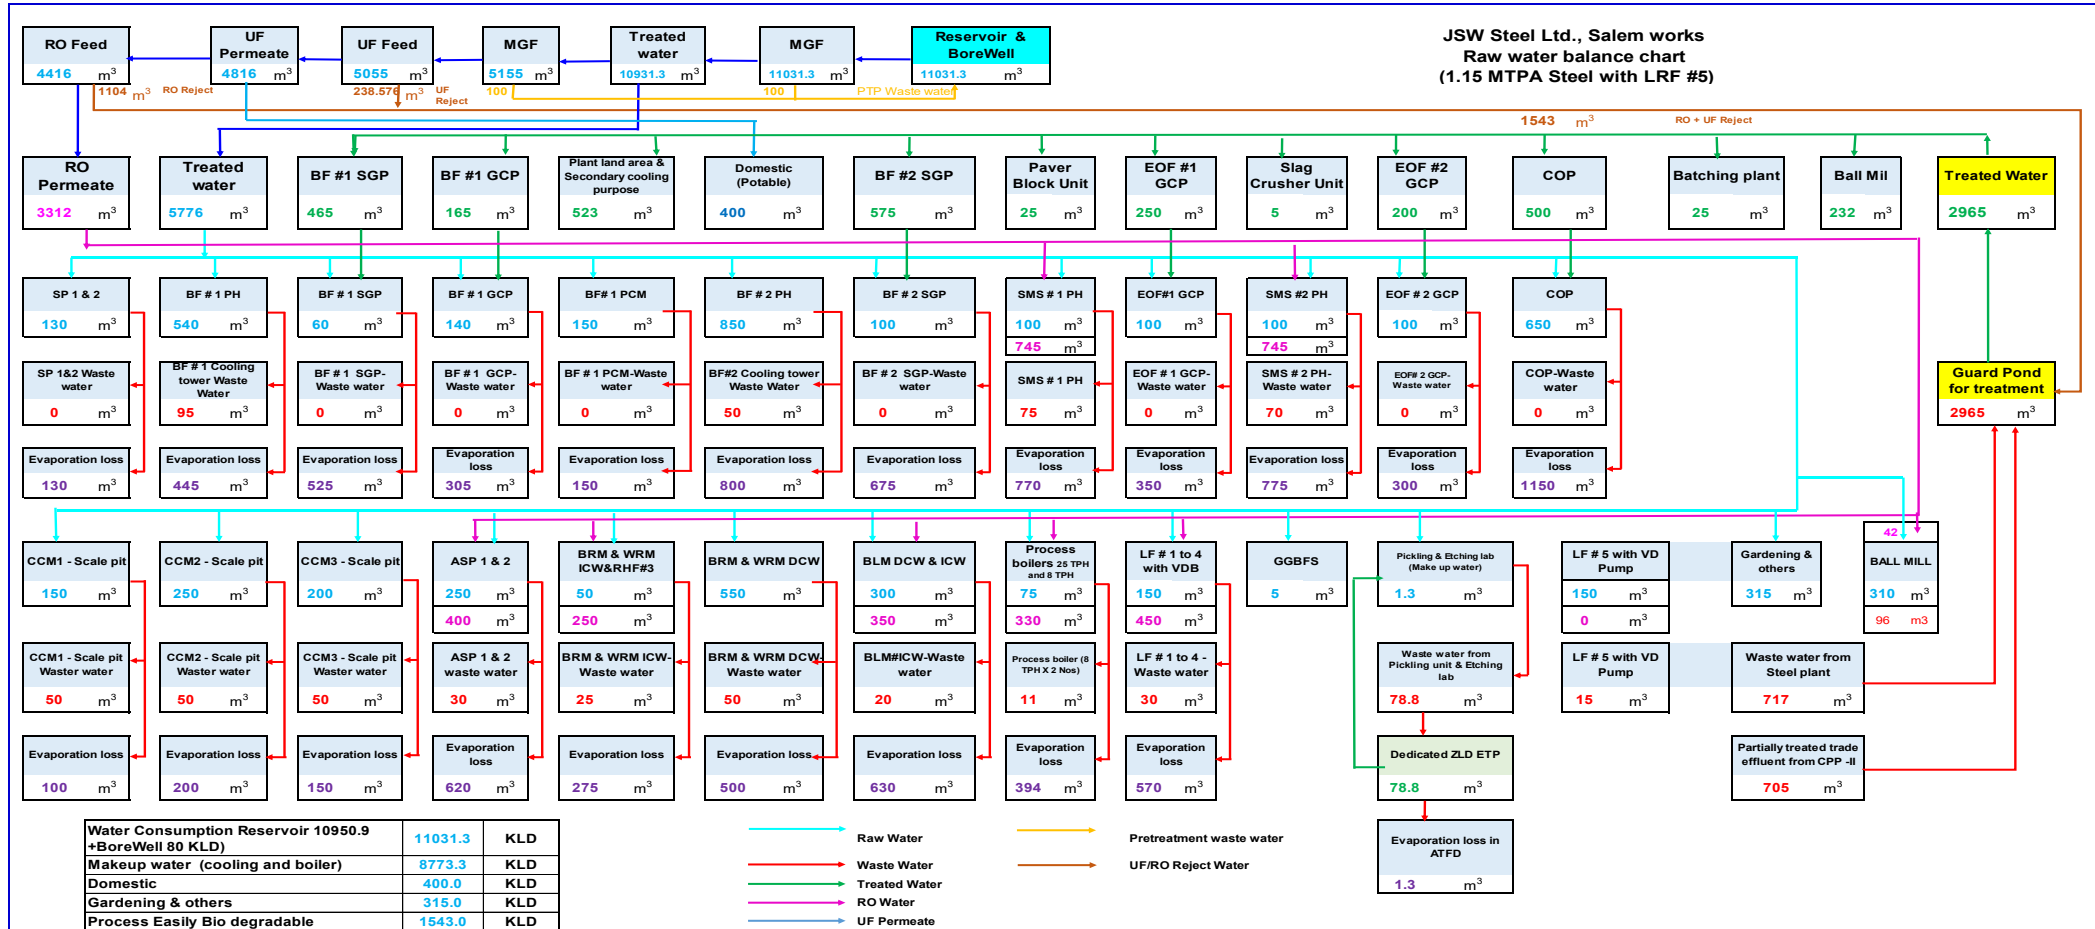 JSW Steel Ltd., Salem works
Raw water balance chart
(1.15 MTPA Steel with LRF #5)
RO Feed
4416 m³
UF
Permeate
4816 m³
UF Feed
5055 m³
MGF
5155 m³
Treated
water
10931.3 m³
MGF
11031.3 m³
Reservoir &
BoreWell
11031.3 m³
1104 m³ RO Reject
238.576 m³ UF
Reject
100
100
PTP Waste water
1543 m³ RO + UF Reject
RO
Permeate
3312 m³
Treated
water
5776 m³
BF #1 SGP
465 m³
BF #1 GCP
165 m³
Plant land area &
Secondary cooling
purpose
523 m³
Domestic
(Potable)
400 m³
BF #2 SGP
575 m³
Paver
Block Unit
25 m³
EOF #1
GCP
250 m³
Slag
Crusher Unit
5 m³
EOF #2
GCP
200 m³
COP
500 m³
Batching plant
25 m³
Ball Mil
232 m³
Treated Water
2965
m³
SP 1 & 2
130 m³
BF # 1 PH
540 m³
BF # 1 SGP
60 m³
BF # 1 GCP
140 m³
BF# 1 PCM
150 m³
BF # 2 PH
850 m³
BF # 2 SGP
100 m³
SMS # 1 PH
100 m³
745 m³
EOF#1 GCP
100 m³
SMS #2 PH
100 m³
745 m³
EOF # 2 GCP
100 m³
COP
650 m³
SP 1&2 Waste
water
0 m³
BF # 1 Cooling
tower Waste
Water
95 m³
BF # 1 SGP-
Waste water
0 m³
BF # 1 GCP-
Waste water
0 m³
BF # 1 PCM-Waste
water
0 m³
BF#2 Cooling tower
Waste Water
50 m³
BF # 2 SGP-Waste
water
0 m³
SMS # 1 PH
75 m³
EOF # 1 GCP-
Waste water
0 m³
SMS # 2 PH-
Waste water
70 m³
EOF# 2 GCP-
Waste water
0 m³
COP-Waste
water
0 m³
Guard Pond
for treatment
2965 m³
Evaporation loss
130 m³
Evaporation loss
445 m³
Evaporation loss
525 m³
Evaporation
loss
305 m³
Evaporation loss
150 m³
Evaporation loss
800 m³
Evaporation loss
675 m³
Evaporation
loss
770 m³
Evaporation
loss
350 m³
Evaporation loss
775 m³
Evaporation
loss
300 m³
Evaporation
loss
1150 m³
CCM1 - Scale pit
150 m³
CCM2 - Scale pit
250 m³
CCM3 - Scale pit
200 m³
ASP 1 & 2
250 m³
400 m³
BRM & WRM
ICW&RHF#3
50 m³
250 m³
BRM & WRM DCW
550 m³
BLM DCW & ICW
300 m³
350 m³
Process
boilers 25 TPH
and 8 TPH
75 m³
330 m³
LF # 1 to 4
with VDB
150 m³
450 m³
GGBFS
5 m³
Pickling & Etching lab
(Make up water)
1.3 m³
LF # 5 with VD
Pump
150 m³
0 m³
Gardening &
others
315 m³
42
BALL MILL
310 m³
96 m3
CCM1 - Scale pit
Waster water
50 m³
CCM2 - Scale pit
Waster water
50 m³
CCM3 - Scale pit
Waster water
50 m³
ASP 1 & 2
waste water
30 m³
BRM & WRM ICW-
Waste water
25 m³
BRM & WRM DCW-
Waste water
50 m³
BLM#ICW-Waste
water
20 m³
Process boiler (8
TPH X 2 Nos)
11 m³
LF # 1 to 4 -
Waste water
30 m³
Waste water from
Pickling unit & Etching
lab
78.8 m³
LF # 5 with VD
Pump
15 m³
Waste water from
Steel plant
717 m³
Evaporation loss
100 m³
Evaporation loss
200 m³
Evaporation loss
150 m³
Evaporation
loss
620 m³
Evaporation loss
275 m³
Evaporation loss
500 m³
Evaporation loss
630 m³
Evaporation
loss
394 m³
Evaporation
loss
570 m³
Dedicated ZLD ETP
78.8 m³
Partially treated trade
effluent from CPP -II
705 m³
Evaporation loss in
ATFD
1.3 m³
Water Consumption Reservoir 10950.9
+BoreWell 80 KLD) 11031.3 KLD
Makeup water (cooling and boiler) 8773.3 KLD
Domestic 400.0 KLD
Gardening & others 315.0 KLD
Process Easily Bio degradable 1543.0 KLD
Raw Water
Waste Water
Treated Water
RO Water
UF Permeate
Pretreatment waste water
UF/RO Reject Water